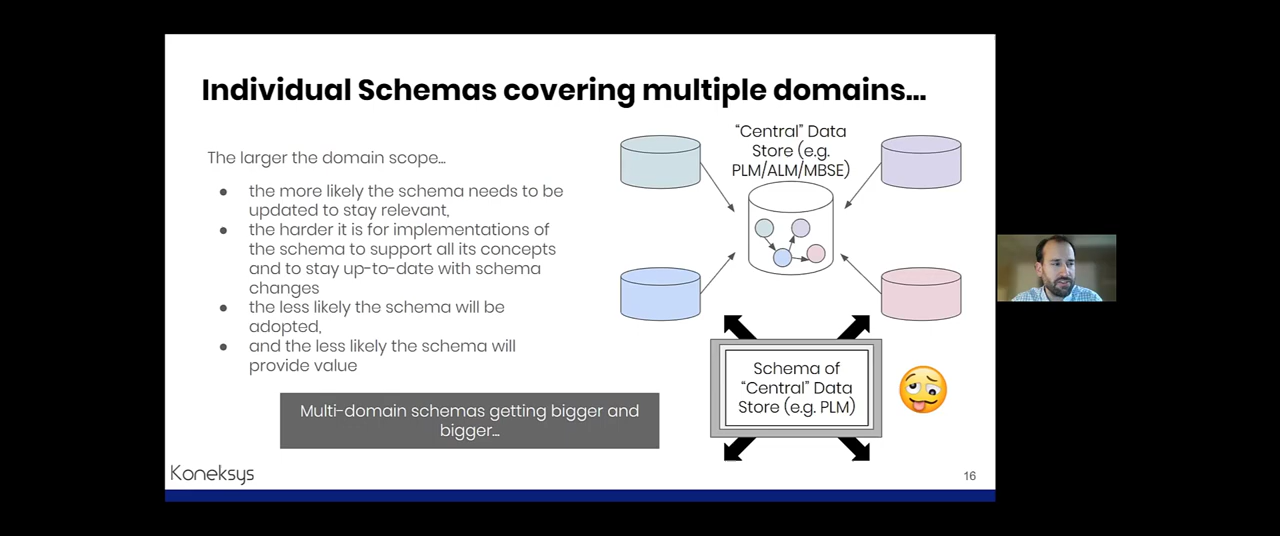 Individual Schemas covering multiple domains...
The larger the domain scope...
● the more likely the schema needs to be
updated to stay relevant,
● the harder it is for implementations of
the schema to support all its concepts
and to stay up-to-date with schema
changes
● the less likely the schema will be
adopted,
● and the less likely the schema will
provide value
Multi-domain schemas getting bigger and
bigger...
“Central” Data
Store (e.g.
PLM/ALM/MBSE)
Schema of
“Central” Data
Store (e.g. PLM)
Koneksys
16